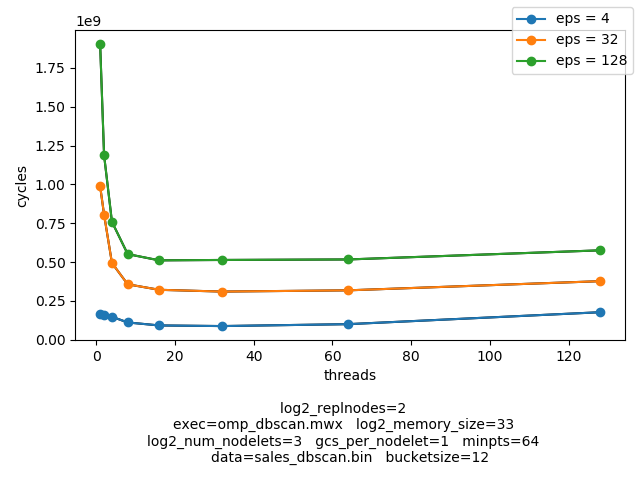 1e9
eps = 4
eps = 32
eps = 128
1.75
1.50
1.25
1.00
0.75
0.50
0.25
0.00
cycles
0 20 40 60 80 100 120
threads
log2_replnodes=2
exec=omp_dbscan.mwx log2_memory_size=33
log2_num_nodelets=3 gcs_per_nodelet=1 minpts=64
data=sales_dbscan.bin bucketsize=12